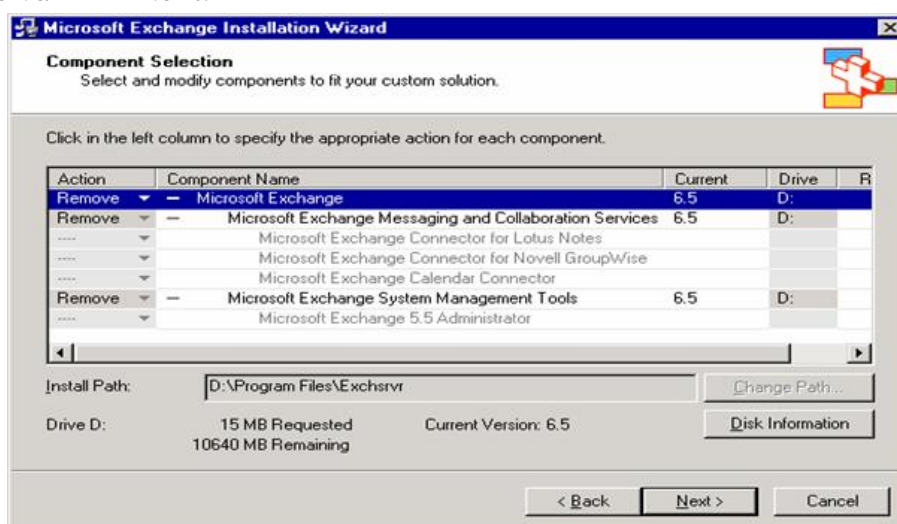 Microsoft Exchange Installation Wizard
Component Selection
Select and modify components to fit your custom solution.
Click in the left column to specify the appropriate action for each component.
Action Component Name Current Drive R
Remove Microsoft Exchange 6.5 D:
Remove Microsoft Exchange Messaging and Collaboration Services 6.5 D:
---- Microsoft Exchange Connector for Lotus Notes
---- Microsoft Exchange Connector for Novell GroupWise
---- Microsoft Exchange Calendar Connector
Remove Microsoft Exchange System Management Tools 6.5 D:
---- Microsoft Exchange 5.5 Administrator
Install Path: D:\Program Files\Exchsrvr Change Path...
Drive D: 15 MB Requested Current Version: 6.5 Disk Information
10640 MB Remaining
< Back Next > Cancel